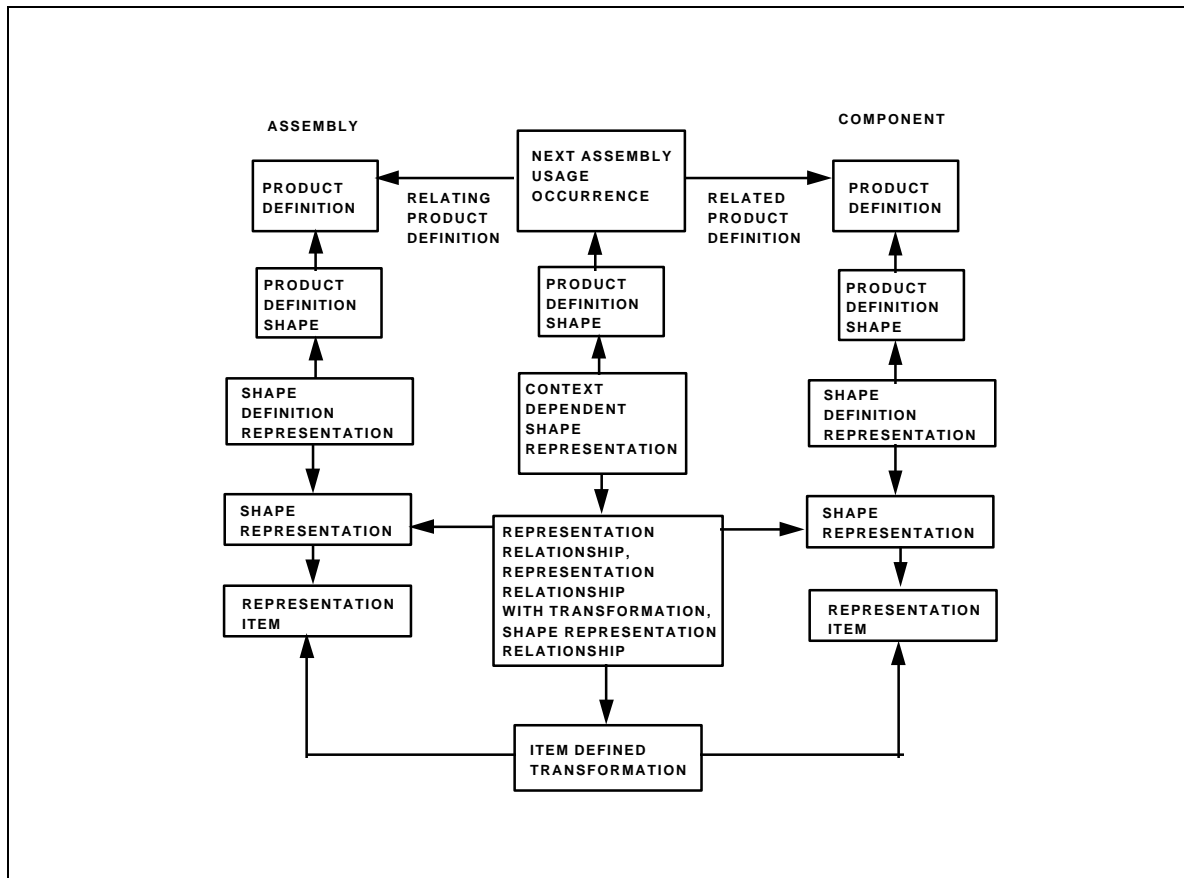 ASSEMBLY
COMPONENT
NEXT ASSEMBLY
USAGE
OCCURRENCE
PRODUCT
DEFINITION
RELATING
PRODUCT
DEFINITION
RELATED
PRODUCT
DEFINITION
PRODUCT
DEFINITION
PRODUCT
DEFINITION
SHAPE
PRODUCT
DEFINITION
SHAPE
PRODUCT
DEFINITION
SHAPE
SHAPE
DEFINITION
REPRESENTATION
CONTEXT
DEPENDENT
SHAPE
REPRESENTATION
SHAPE
DEFINITION
REPRESENTATION
SHAPE
REPRESENTATION
REPRESENTATION
RELATIONSHIP,
REPRESENTATION
RELATIONSHIP
WITH TRANSFORMATION,
SHAPE REPRESENTATION
RELATIONSHIP
SHAPE
REPRESENTATION
REPRESENTATION
ITEM
REPRESENTATION
ITEM
ITEM DEFINED
TRANSFORMATION